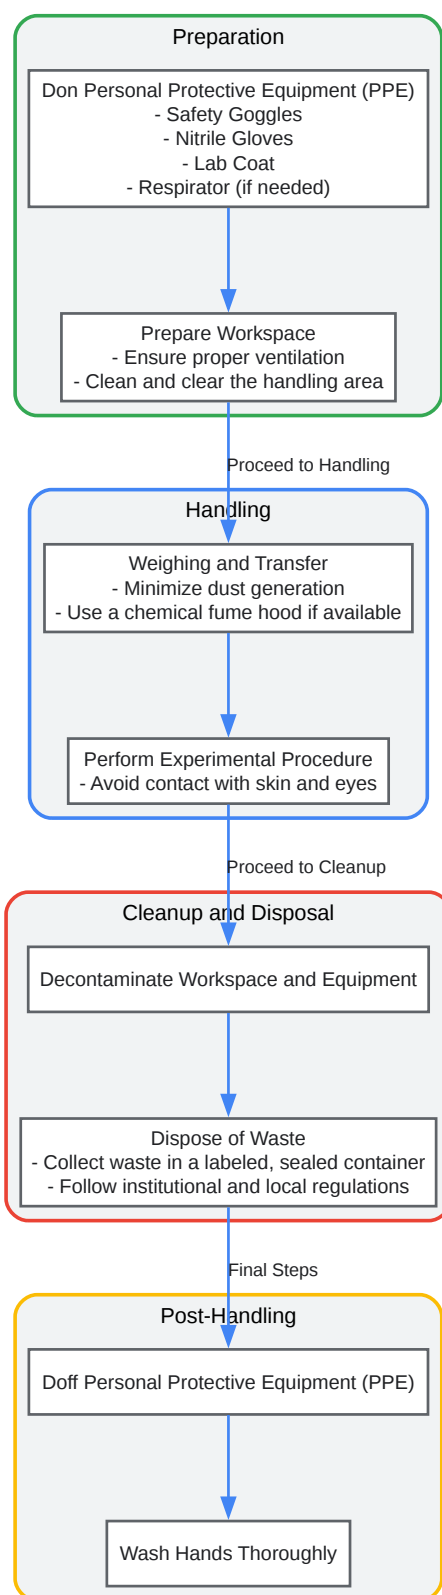 Preparation
Don Personal Protective Equipment (PPE)
- Safety Goggles
- Nitrile Gloves
- Lab Coat
- Respirator (if needed)
Prepare Workspace
- Ensure proper ventilation
- Clean and clear the handling area
Proceed to Handling
Handling
Weighing and Transfer
- Minimize dust generation
- Use a chemical fume hood if available
Perform Experimental Procedure
- Avoid contact with skin and eyes
Proceed to Cleanup
Cleanup and Disposal
Decontaminate Workspace and Equipment
Dispose of Waste
- Collect waste in a labeled, sealed container
- Follow institutional and local regulations
Final Steps
Post-Handling
Doff Personal Protective Equipment (PPE)
Wash Hands Thoroughly